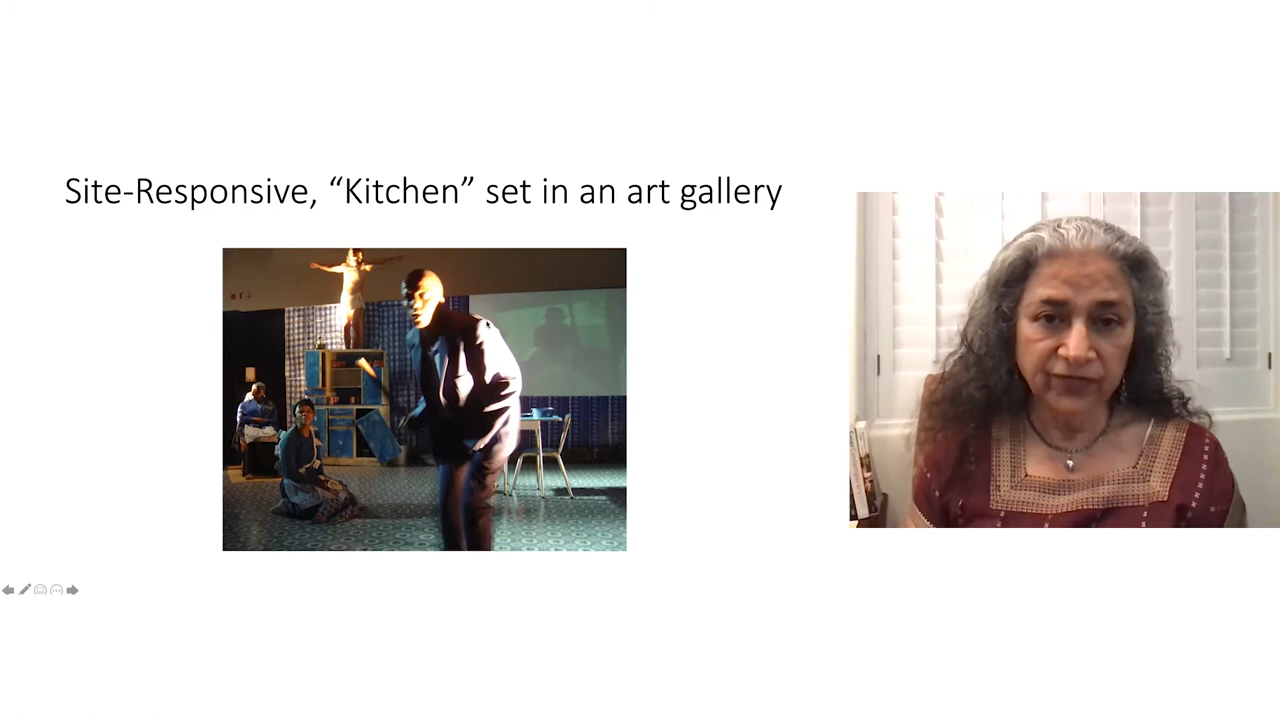 Site-Responsive, “Kitchen” set in an art gallery